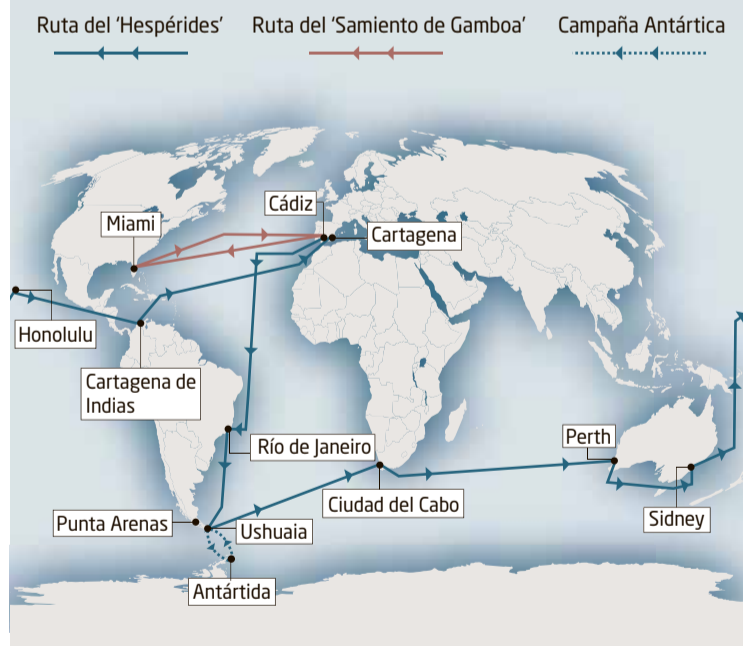 Ruta del ‘Hespérides’
Ruta del ‘Samiento de Gamboa’
Campaña Antártica
Cádiz
Miami
Cartagena
Honolulu
Cartagena de
Indias
Río de Janeiro
Perth
Ciudad del Cabo
Punta Arenas
Ushuaia
Sidney
Antártida